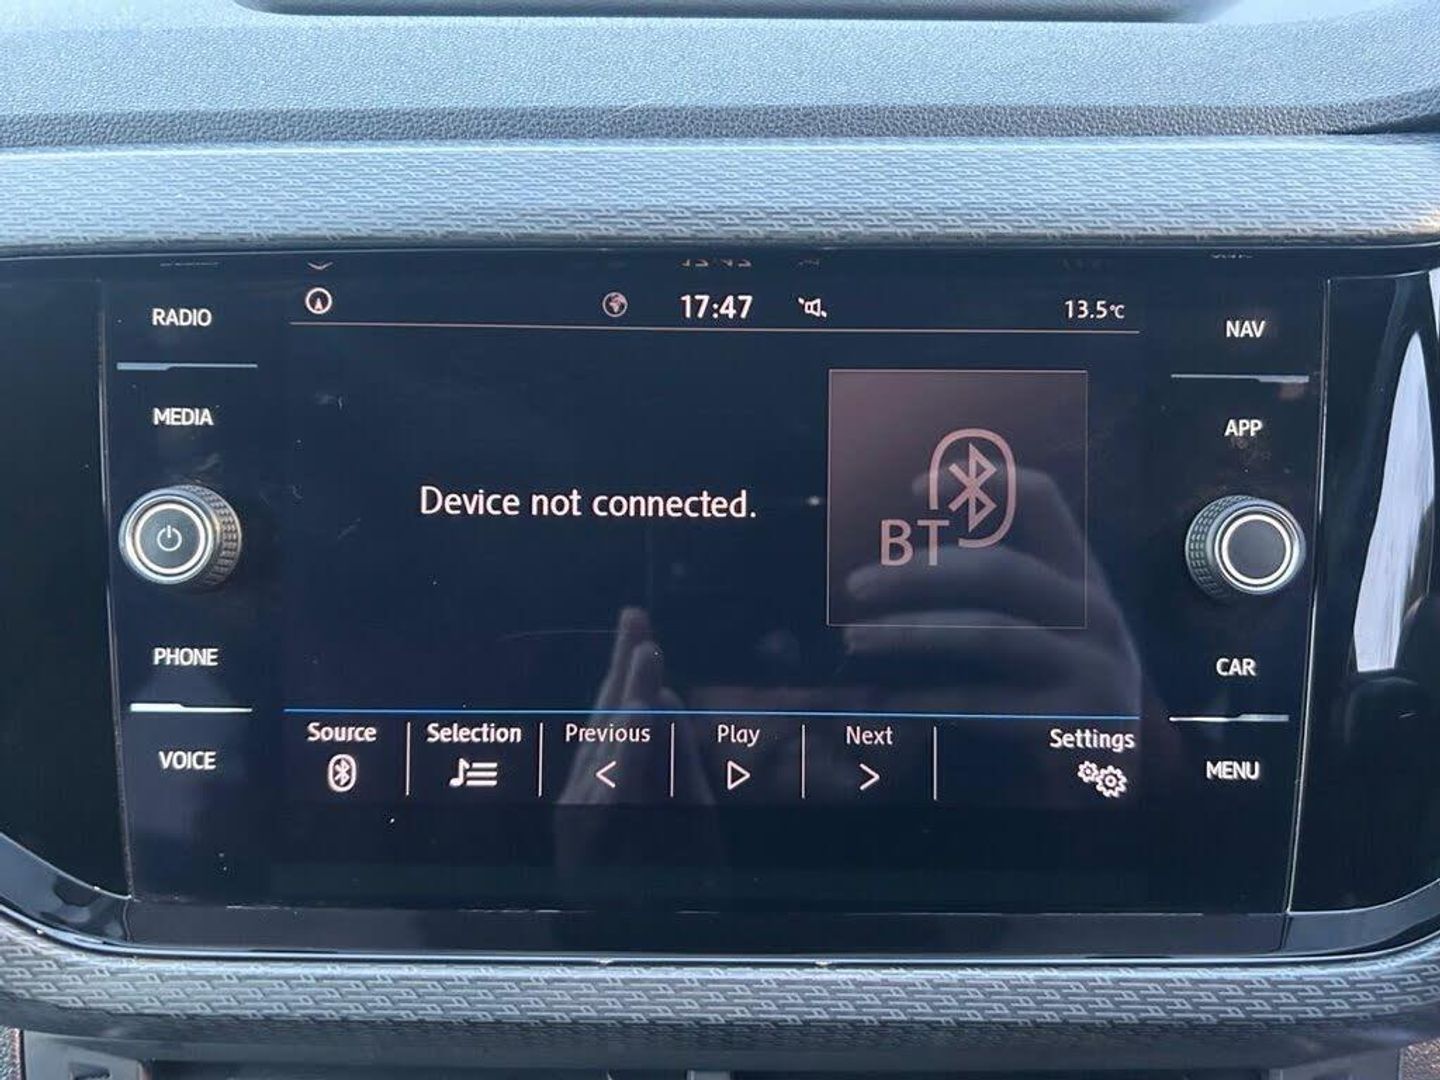 17:47
13.5°C
RADIO
NAV
MEDIA
APP
Device not connected.
BT
PHONE
CAR
Source
Selection
Previous
Play
Next
Settings
VOICE
MENU